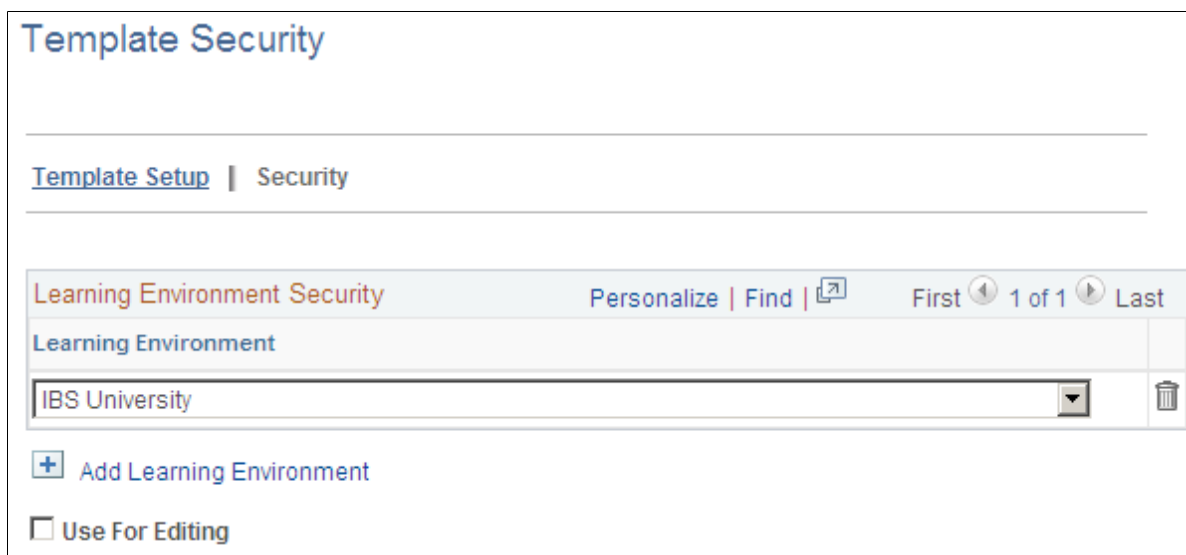 Template Security
Template Setup | Security
Learning Environment Security Personalize | Find | First 1 of 1 Last
Learning Environment
IBS University
Add Learning Environment
Use For Editing